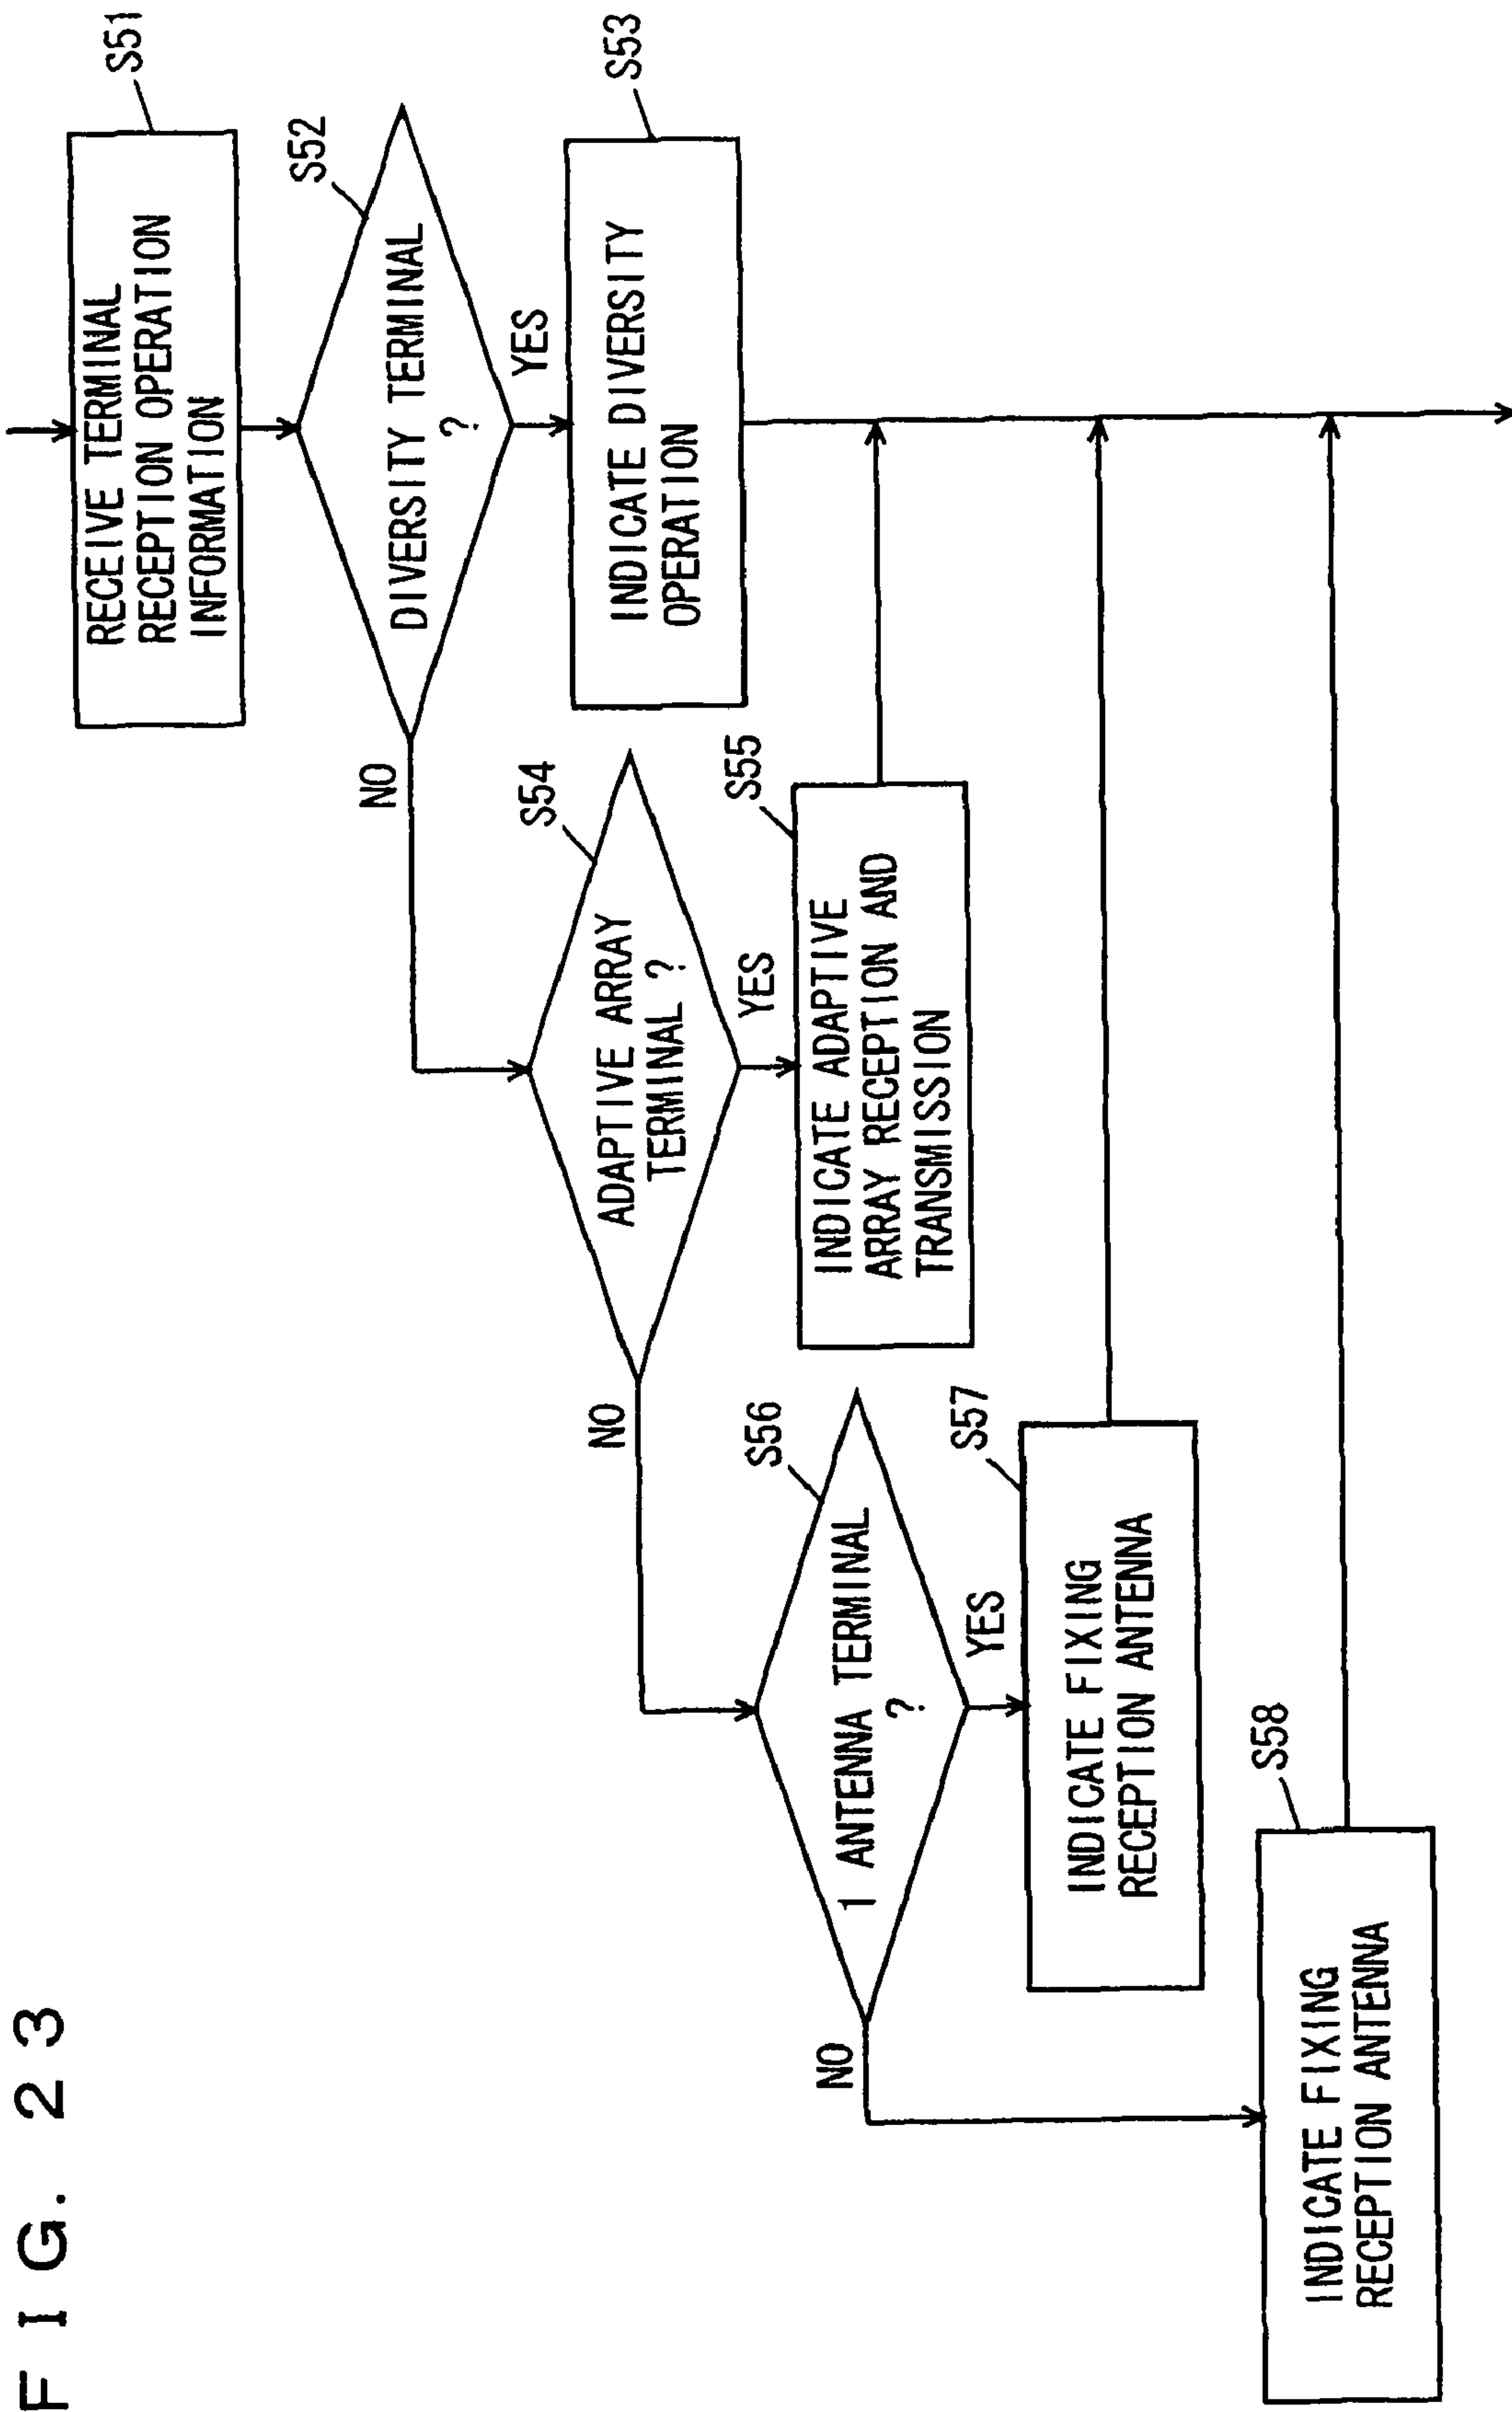 FIG. 23
S51
RECEIVE TERMINAL
RECEPTION OPERATION
INFORMATION
S52
DIVERSITY TERMINAL
?
YES
NO
S53
INDICATE DIVERSITY
OPERATION
S54
ADAPTIVE ARRAY
TERMINAL ?
YES
NO
S55
INDICATE ADAPTIVE
ARRAY RECEPTION AND
TRANSMISSION
S56
1 ANTENNA TERMINAL
?
YES
NO
S57
INDICATE FIXING
RECEPTION ANTENNA
S58
INDICATE FIXING
RECEPTION ANTENNA